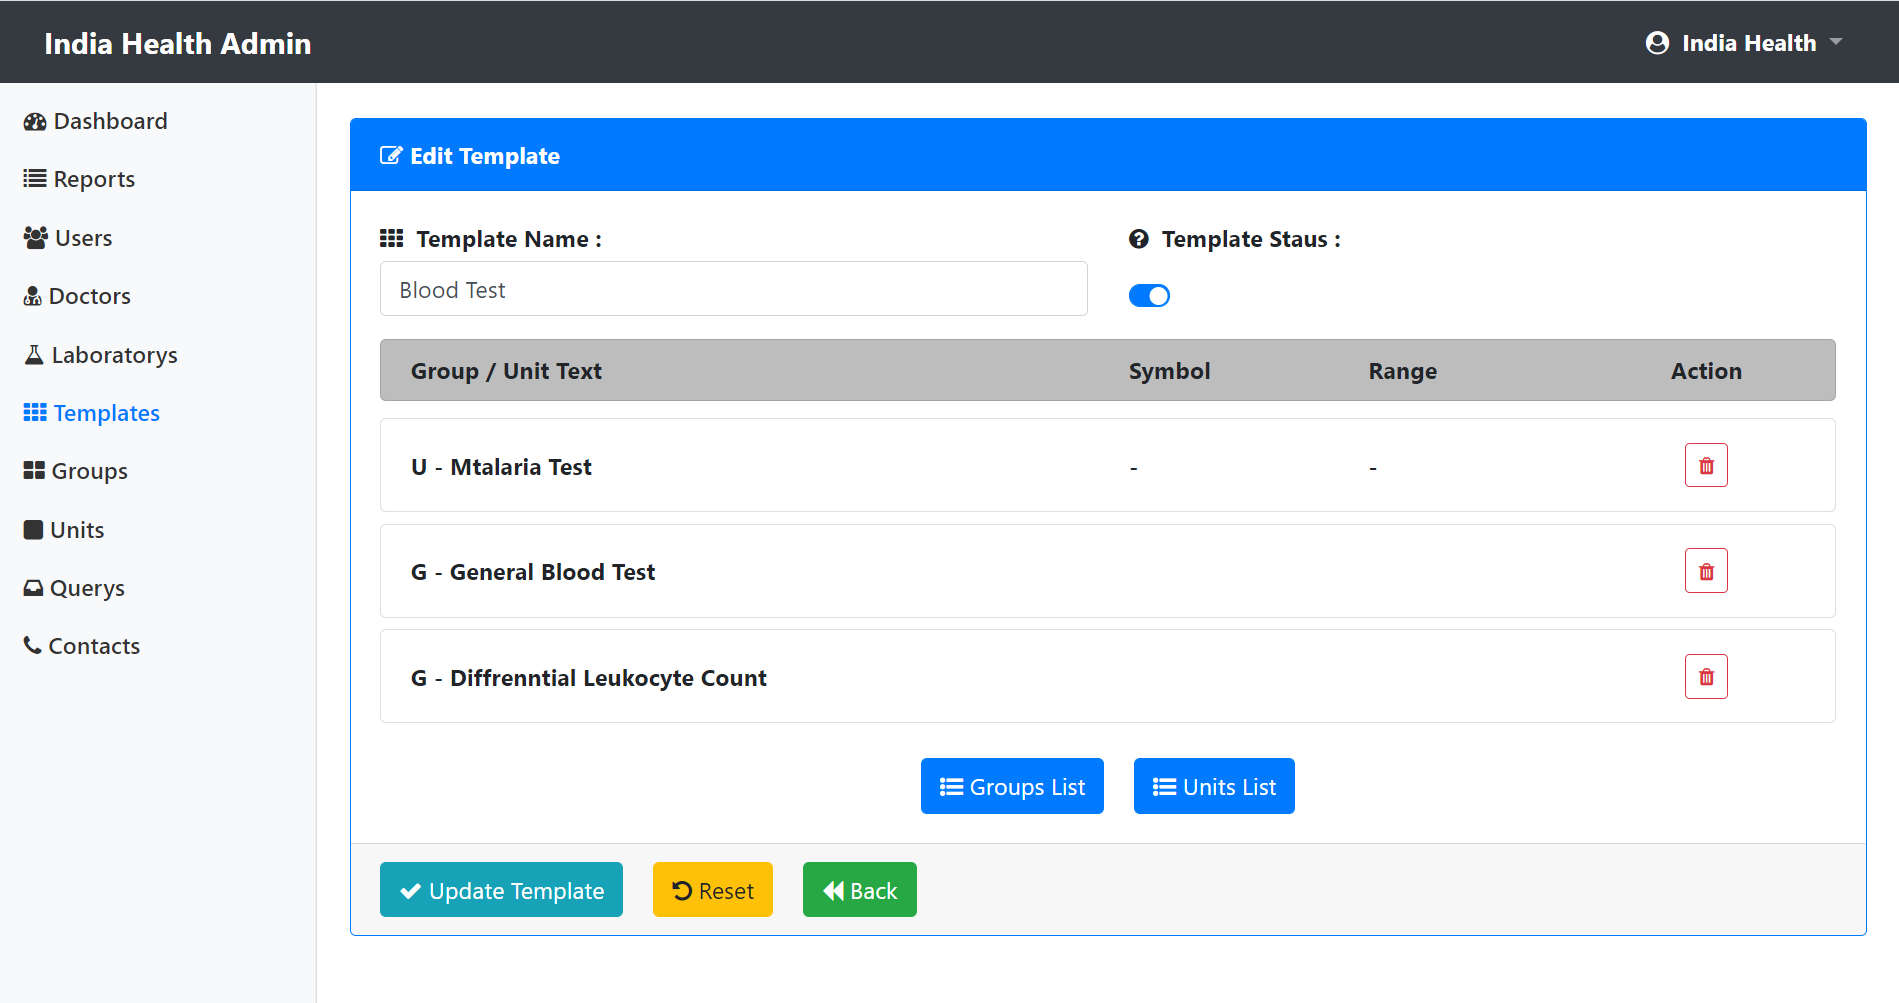 India Health Admin
India Health
Dashboard
Reports
Users
Doctors
Laboratorys
Templates
Groups
Units
Querys
Contacts
Edit Template
Template Name :
Template Staus :
Blood Test
Group / Unit Text Symbol Range Action
U - Mtalaria Test - -
G - General Blood Test
G - Diffrenntial Leukocyte Count
Groups List
Units List
Update Template
Reset
Back